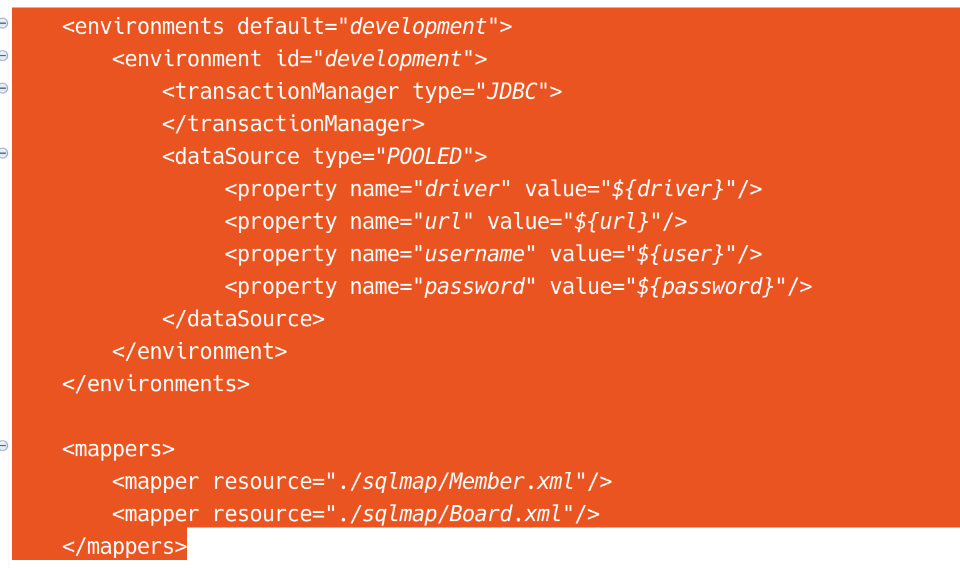 <environments default="development">
<environment id="development">
<transactionManager type="JDBC">
</transactionManager>
<dataSource type="POOLED">
<property name="driver" value="${driver}"/>
<property name="url" value="${url}"/>
<property name="username" value="${user}"/>
<property name="password" value="${password}"/>
</dataSource>
</environment>
</environments>
<mappers>
<mapper resource="./sqlmap/Member.xml"/>
<mapper resource="./sqlmap/Board.xml"/>
</mappers>